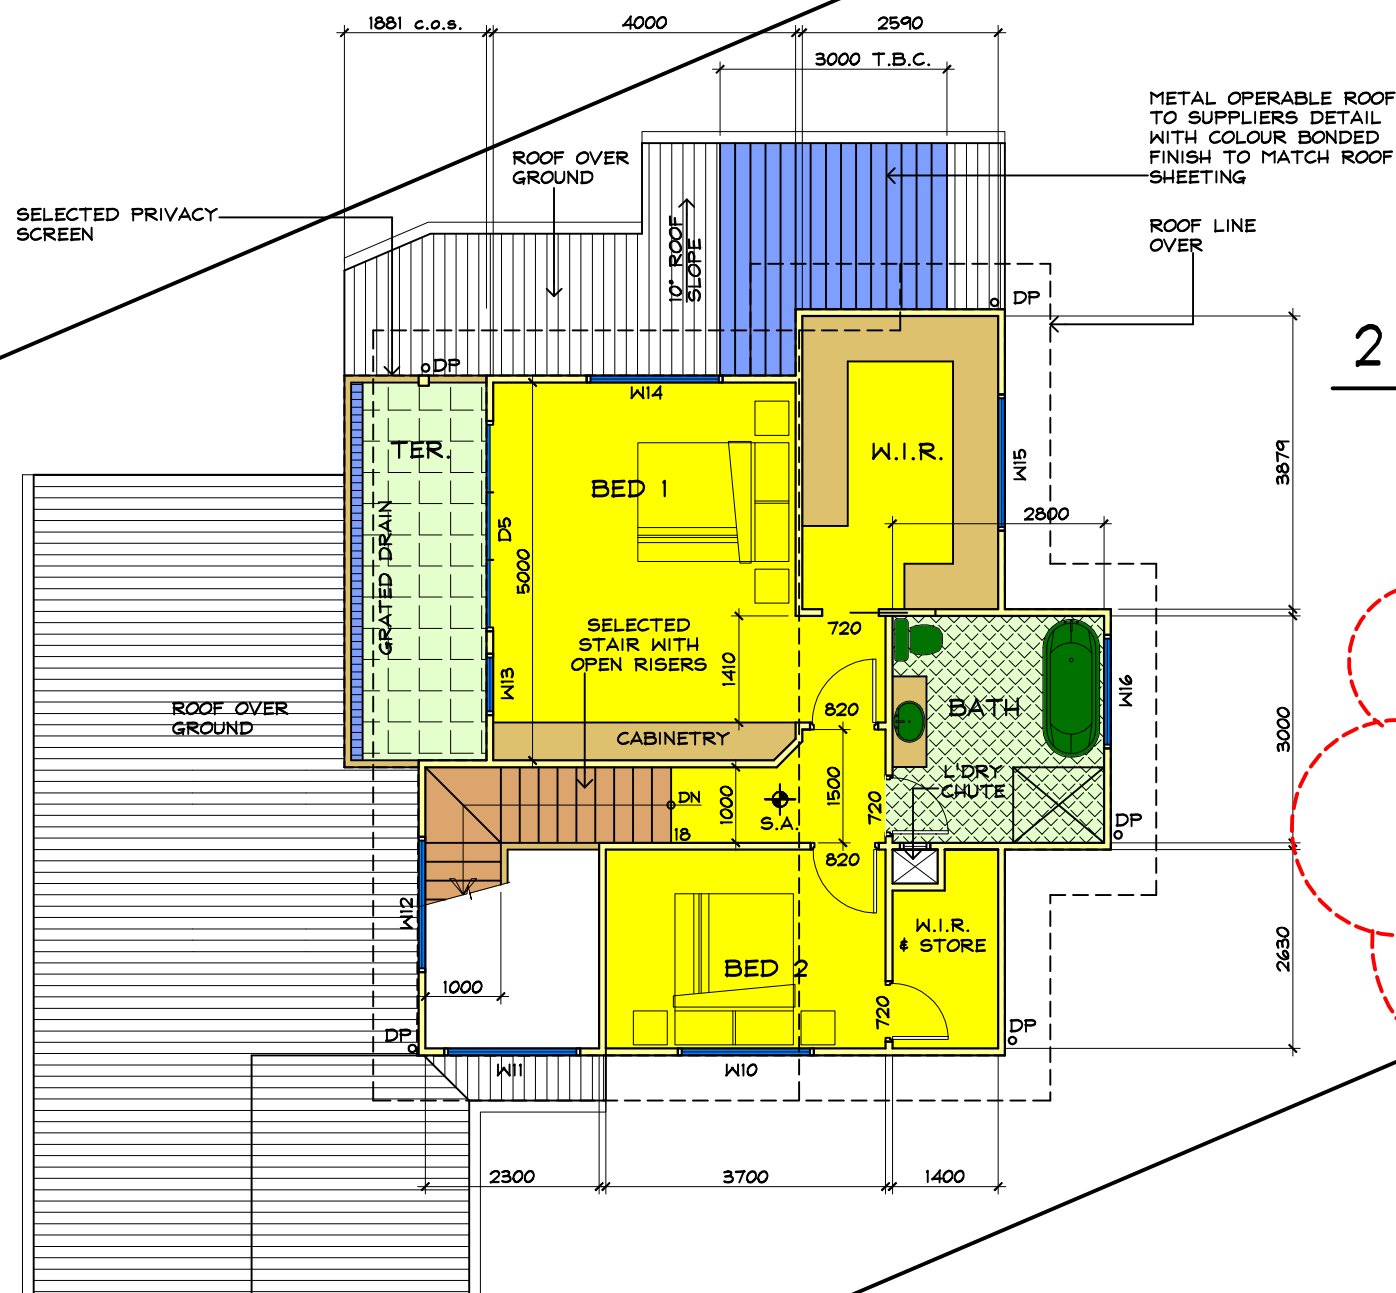 1881 c.o.s.
4000
2590
3000 T.B.C.
METAL OPERABLE ROOF
TO SUPPLIERS DETAIL
WITH COLOUR BONDED
FINISH TO MATCH ROOF
SHEETING
ROOF OVER
GROUND
SELECTED PRIVACY
SCREEN
10° ROOF
SLOPE
ROOF LINE
OVER
DP
2
DP
W14
TER.
BED 1
W.I.R.
W15
3879
GRATED DRAIN
D5
5000
2800
SELECTED
STAIR WITH
OPEN RISERS
720
1410
W13
820
BATH
W16
ROOF OVER
GROUND
CABINETRY
3000
L'DRY
CHUTE
DN
1000
S.A.
1500
720
18
820
DP
W12
W.I.R.
& STORE
BED 2
2630
1000
720
DP
DP
W11
W10
2300
3700
1400